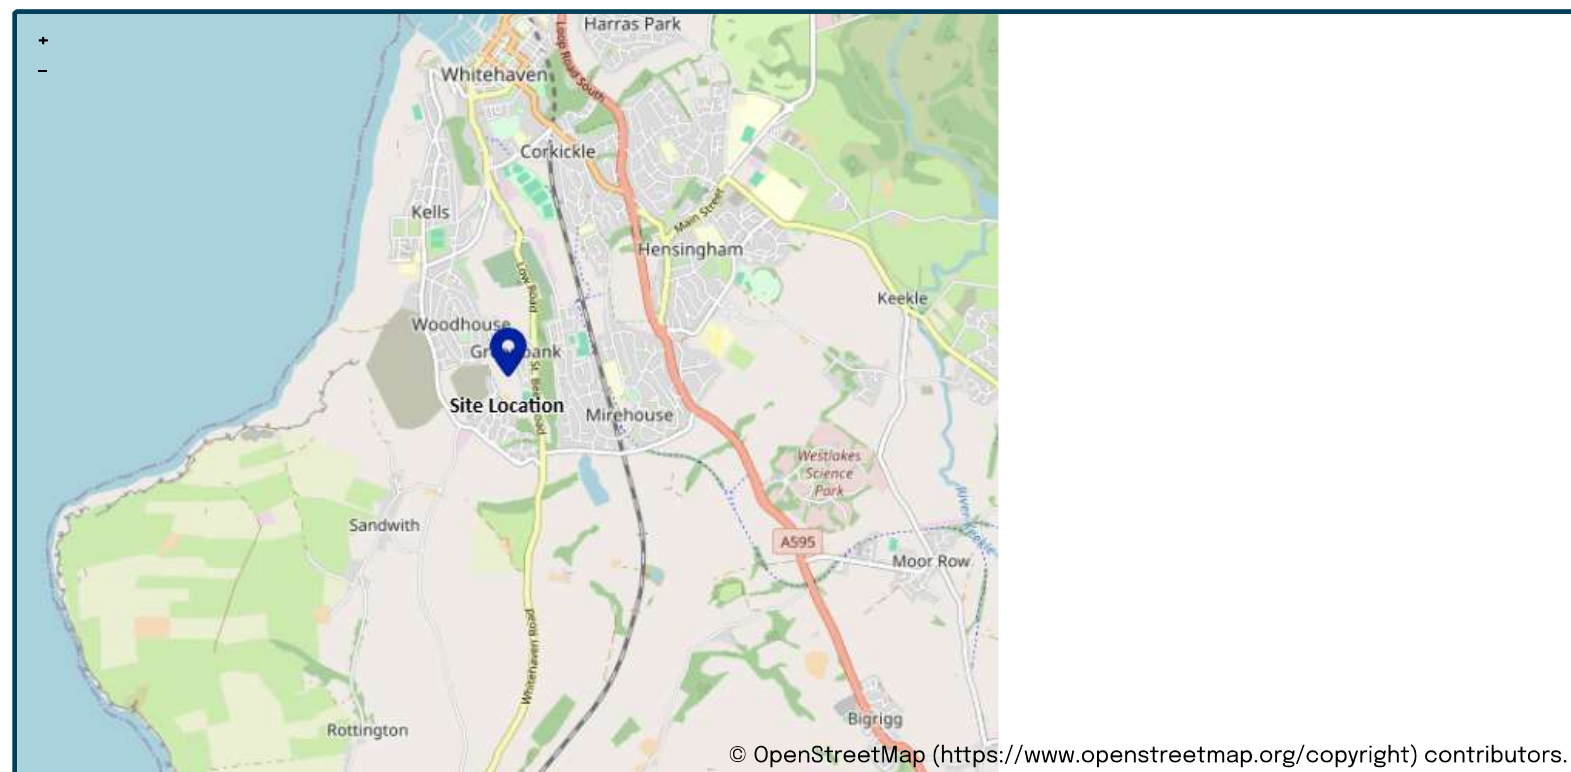 +
−
Harras Park
Loop Road South
Whitehaven
Corkickle
Kells
Main Street
Hensingham
Low Road
Keekle
Woodhouse
St. Bees Road
Site Location
Mirehouse
Westlakes
Science
Park
River Keekle
Sandwith
A595
Moor Row
Whitehaven Road
Bigrigg
Rottington
© OpenStreetMap (https://www.openstreetmap.org/copyright) contributors.